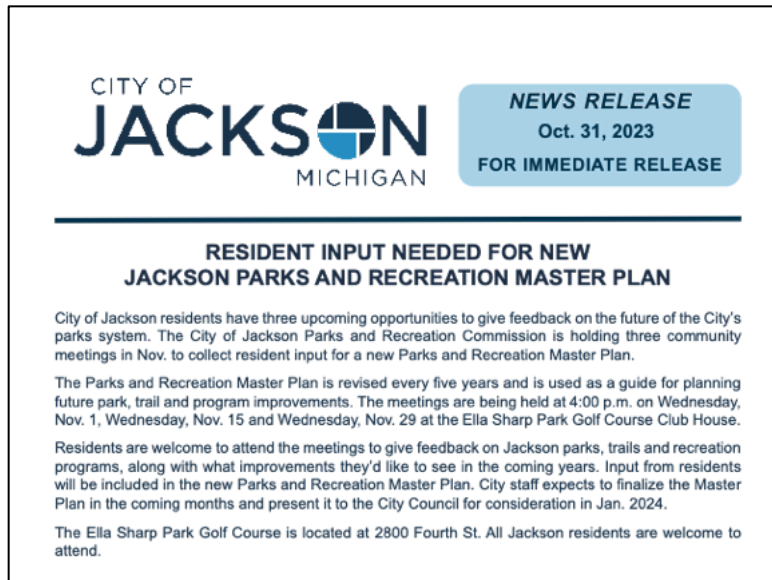 CITY OF
JACKSON
MICHIGAN
NEWS RELEASE
Oct. 31, 2023
FOR IMMEDIATE RELEASE
RESIDENT INPUT NEEDED FOR NEW
JACKSON PARKS AND RECREATION MASTER PLAN
City of Jackson residents have three upcoming opportunities to give feedback on the future of the City's
parks system. The City of Jackson Parks and Recreation Commission is holding three community
meetings in Nov. to collect resident input for a new Parks and Recreation Master Plan.
The Parks and Recreation Master Plan is revised every five years and is used as a guide for planning
future park, trail and program improvements. The meetings are being held at 4:00 p.m. on Wednesday,
Nov. 1, Wednesday, Nov. 15 and Wednesday, Nov. 29 at the Ella Sharp Park Golf Course Club House.
Residents are welcome to attend the meetings to give feedback on Jackson parks, trails and recreation
programs, along with what improvements they'd like to see in the coming years. Input from residents
will be included in the new Parks and Recreation Master Plan. City staff expects to finalize the Master
Plan in the coming months and present it to the City Council for consideration in Jan. 2024.
The Ella Sharp Park Golf Course is located at 2800 Fourth St. All Jackson residents are welcome to
attend.